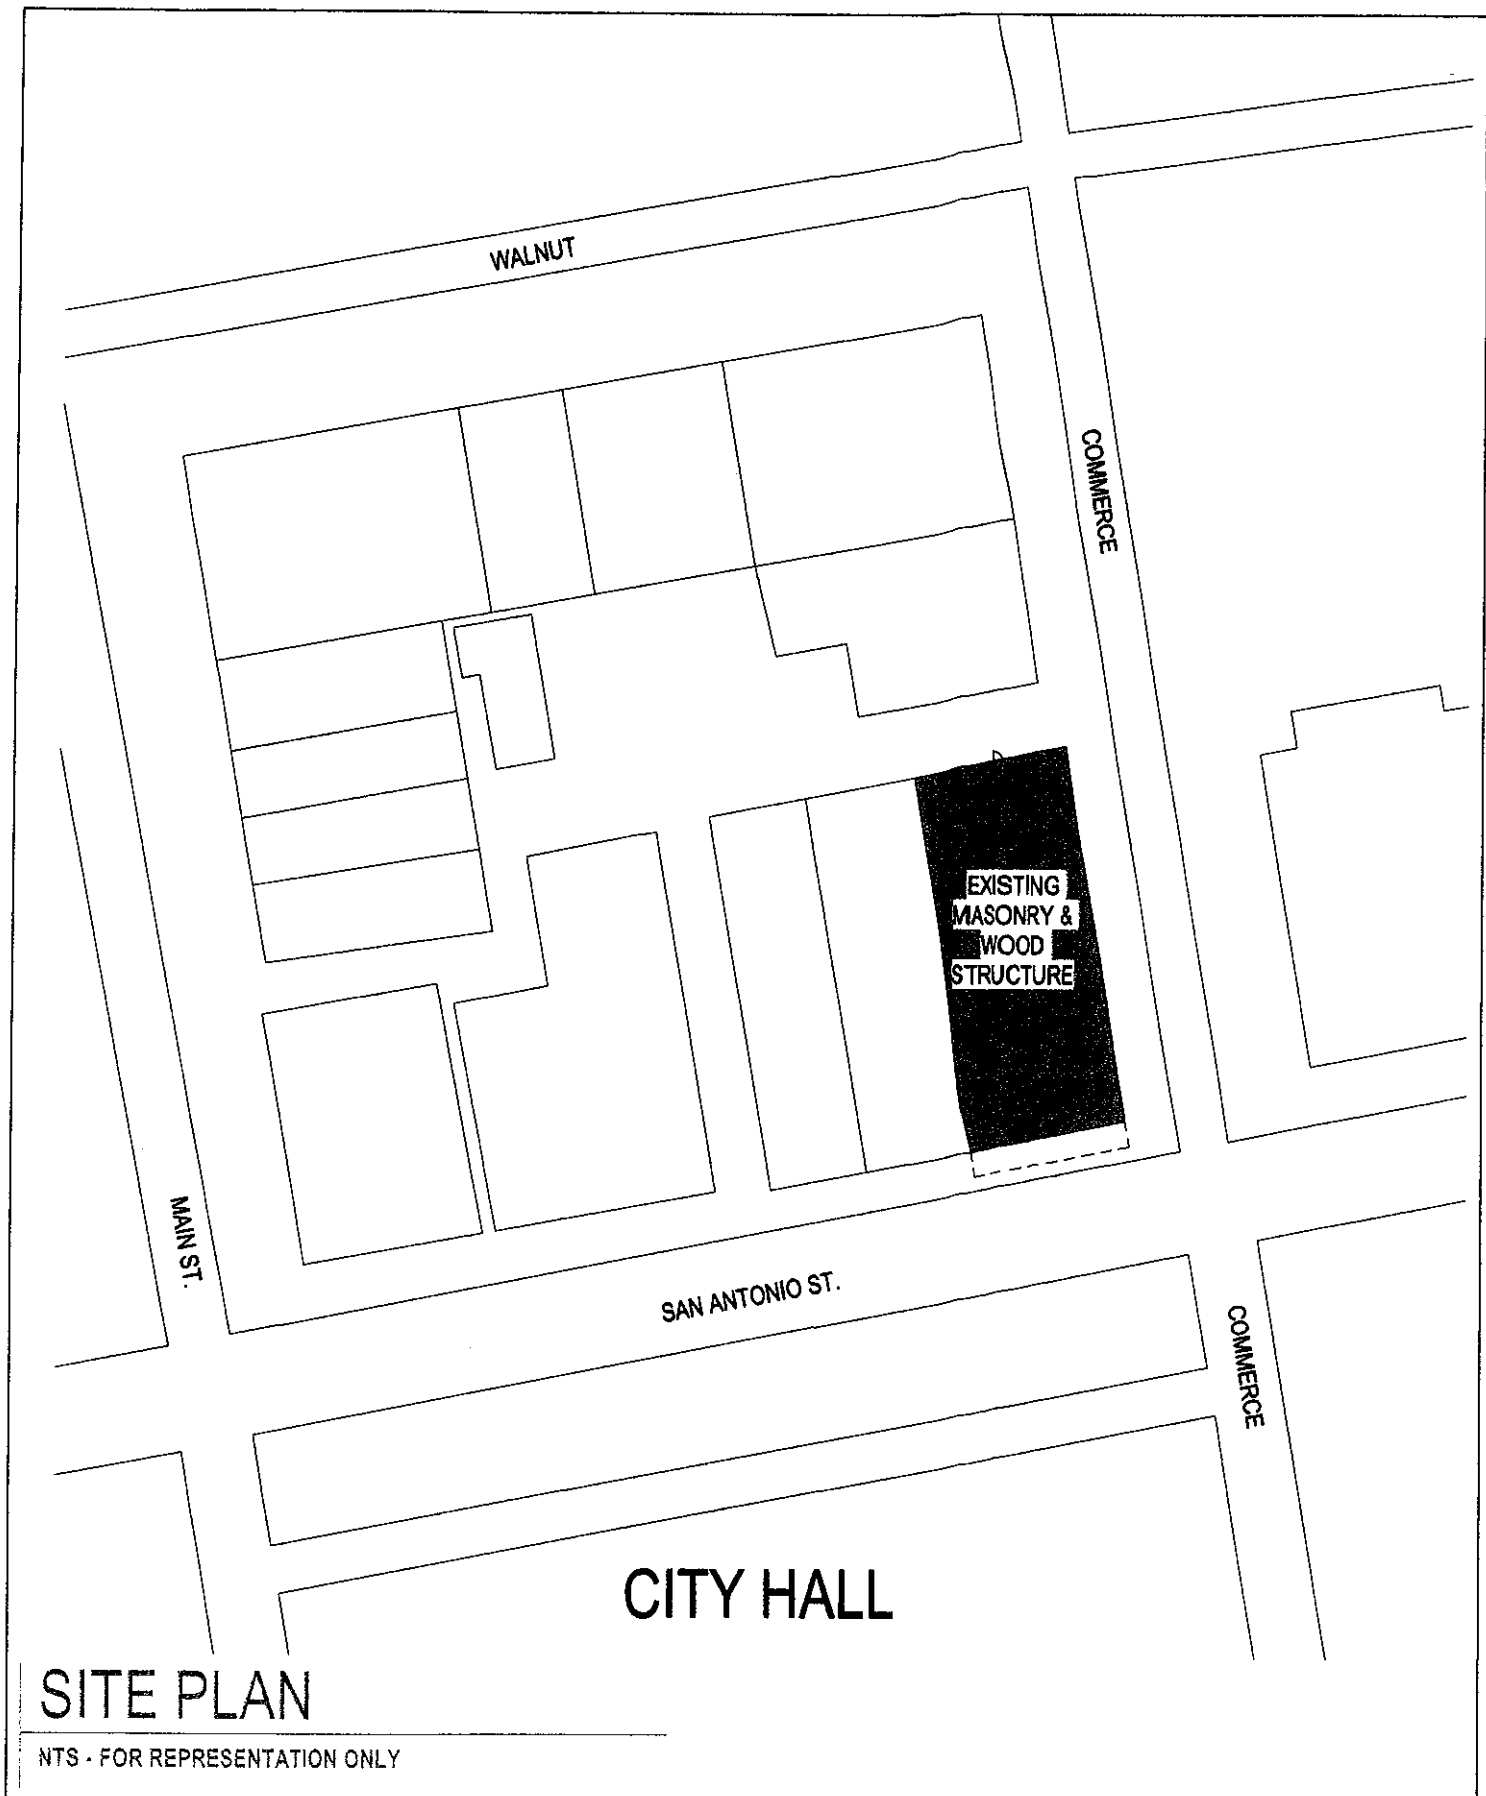 WALNUT
COMMERCE
EXISTING
MASONRY &
WOOD
STRUCTURE
MAIN ST.
SAN ANTONIO ST.
COMMERCE
CITY HALL
SITE PLAN
NTS - FOR REPRESENTATION ONLY